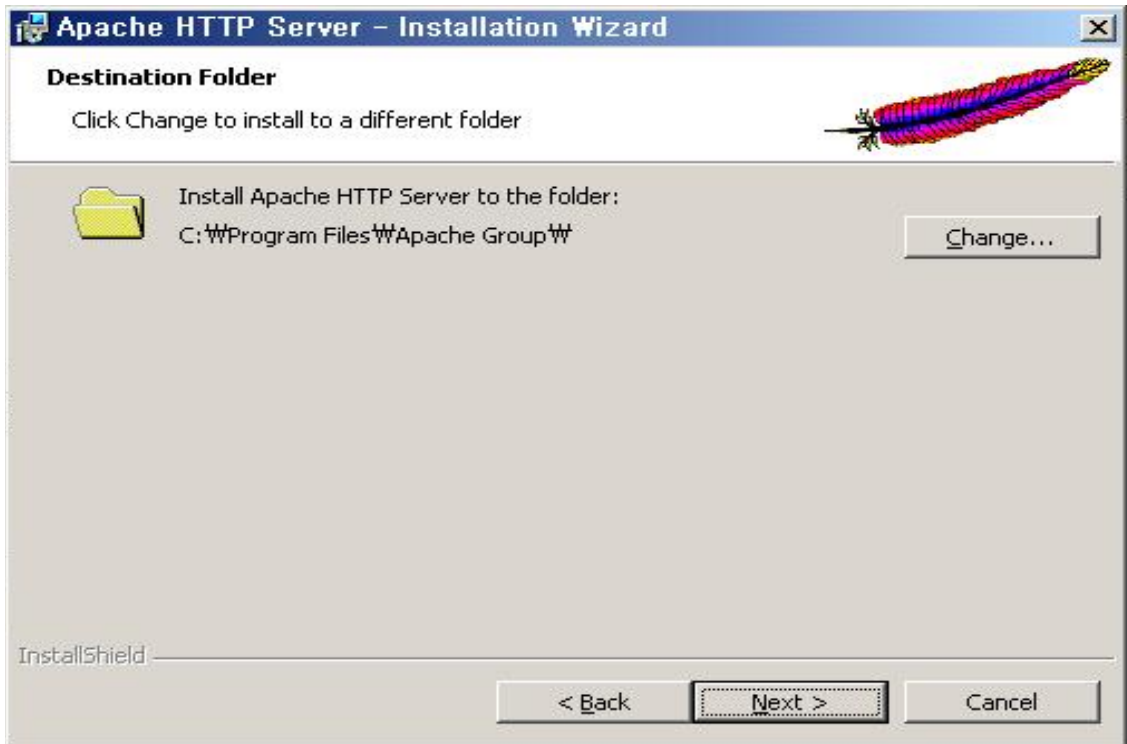 Apache HTTP Server - Installation Wizard
Destination Folder
Click Change to install to a different folder
Install Apache HTTP Server to the folder:
C:₩Program Files₩Apache Group₩
Change...
InstallShield
< Back
Next >
Cancel